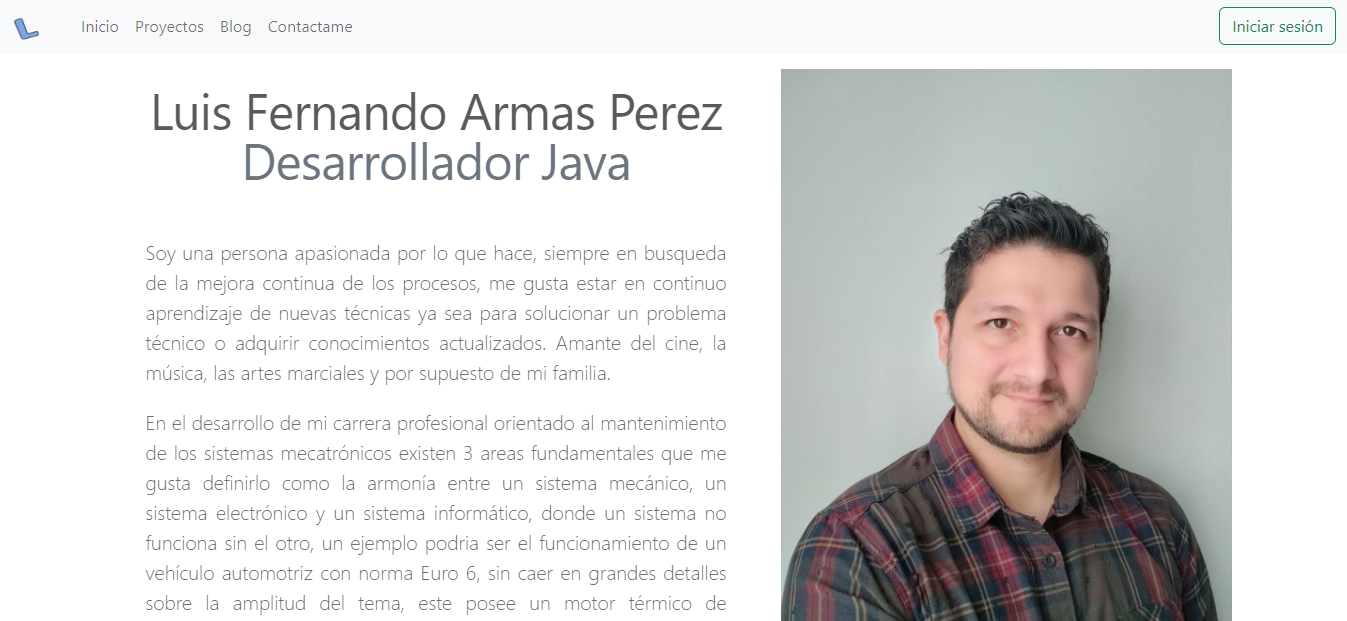 Inicio Proyectos Blog Contactame Iniciar sesión
Luis Fernando Armas Perez
Desarrollador Java
Soy una persona apasionada por lo que hace, siempre en busqueda
de la mejora continua de los procesos, me gusta estar en continuo
aprendizaje de nuevas técnicas ya sea para solucionar un problema
técnico o adquirir conocimientos actualizados. Amante del cine, la
música, las artes marciales y por supuesto de mi familia.
En el desarrollo de mi carrera profesional orientado al mantenimiento
de los sistemas mecatrónicos existen 3 areas fundamentales que me
gusta definirlo como la armonía entre un sistema mecánico, un
sistema electrónico y un sistema informático, donde un sistema no
funciona sin el otro, un ejemplo podria ser el funcionamiento de un
vehículo automotriz con norma Euro 6, sin caer en grandes detalles
sobre la amplitud del tema, este posee un motor térmico de